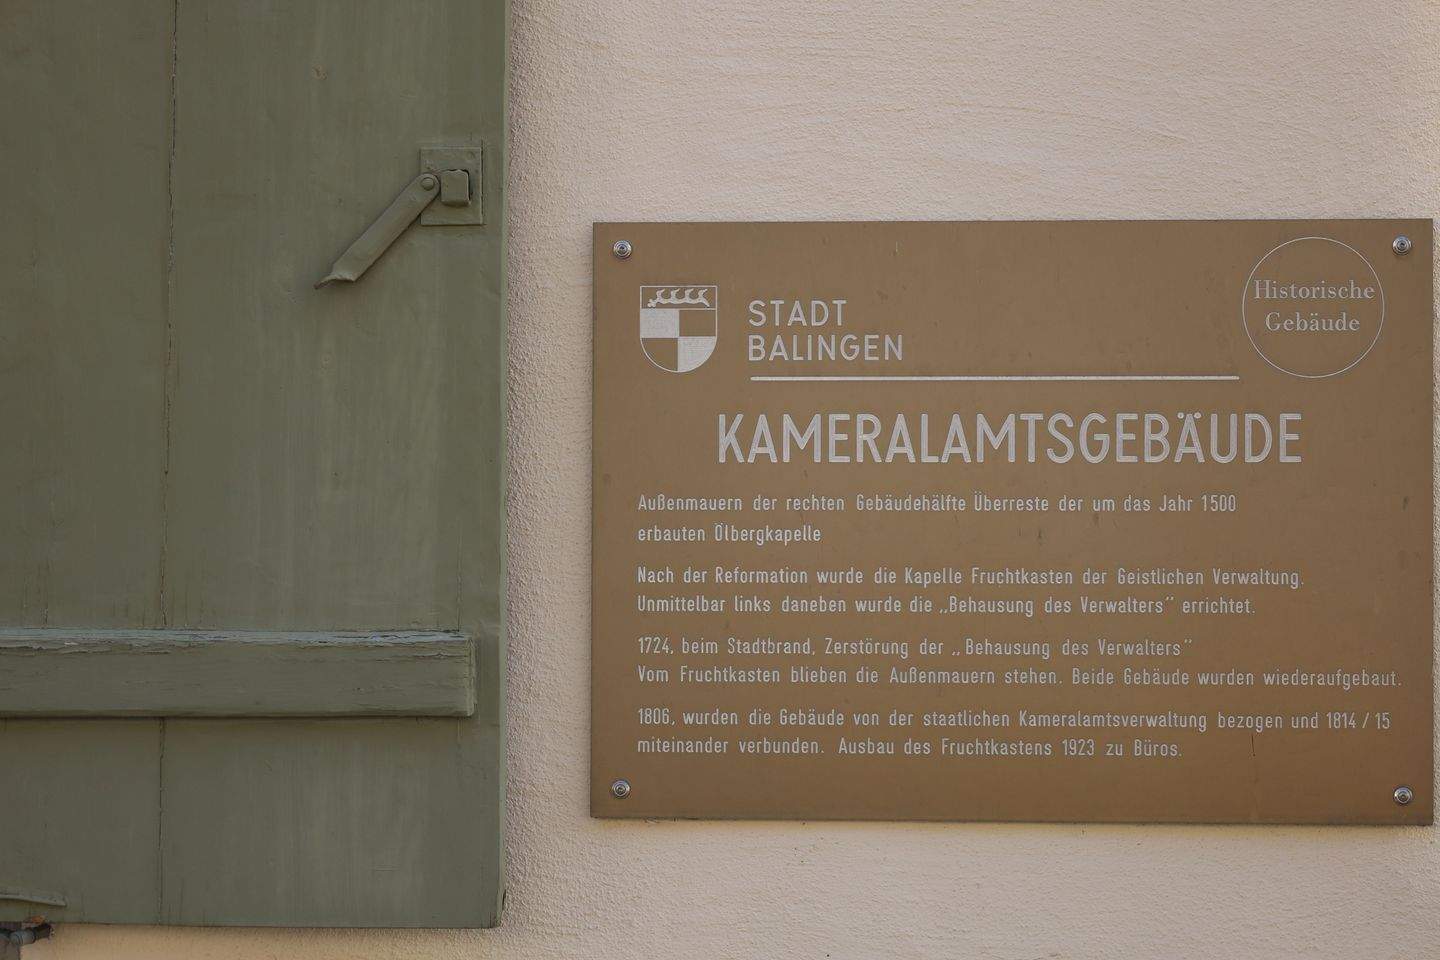 STADT
BALINGEN
Historische
Gebäude
KAMERALAMTSGEBÄUDE
Außenmauern der rechten Gebäudehälfte Überreste der um das Jahr 1500
erbauten Ölbergkapelle
Nach der Reformation wurde die Kapelle Fruchtkasten der Geistlichen Verwaltung.
Unmittelbar links daneben wurde die „Behausung des Verwalters“ errichtet.
1724, beim Stadtbrand, Zerstörung der „Behausung des Verwalters“
Vom Fruchtkasten blieben die Außenmauern stehen. Beide Gebäude wurden wiederaufgebaut.
1806, wurden die Gebäude von der staatlichen Kameralamtsverwaltung bezogen und 1814 / 15
miteinander verbunden. Ausbau des Fruchtkastens 1923 zu Büros.